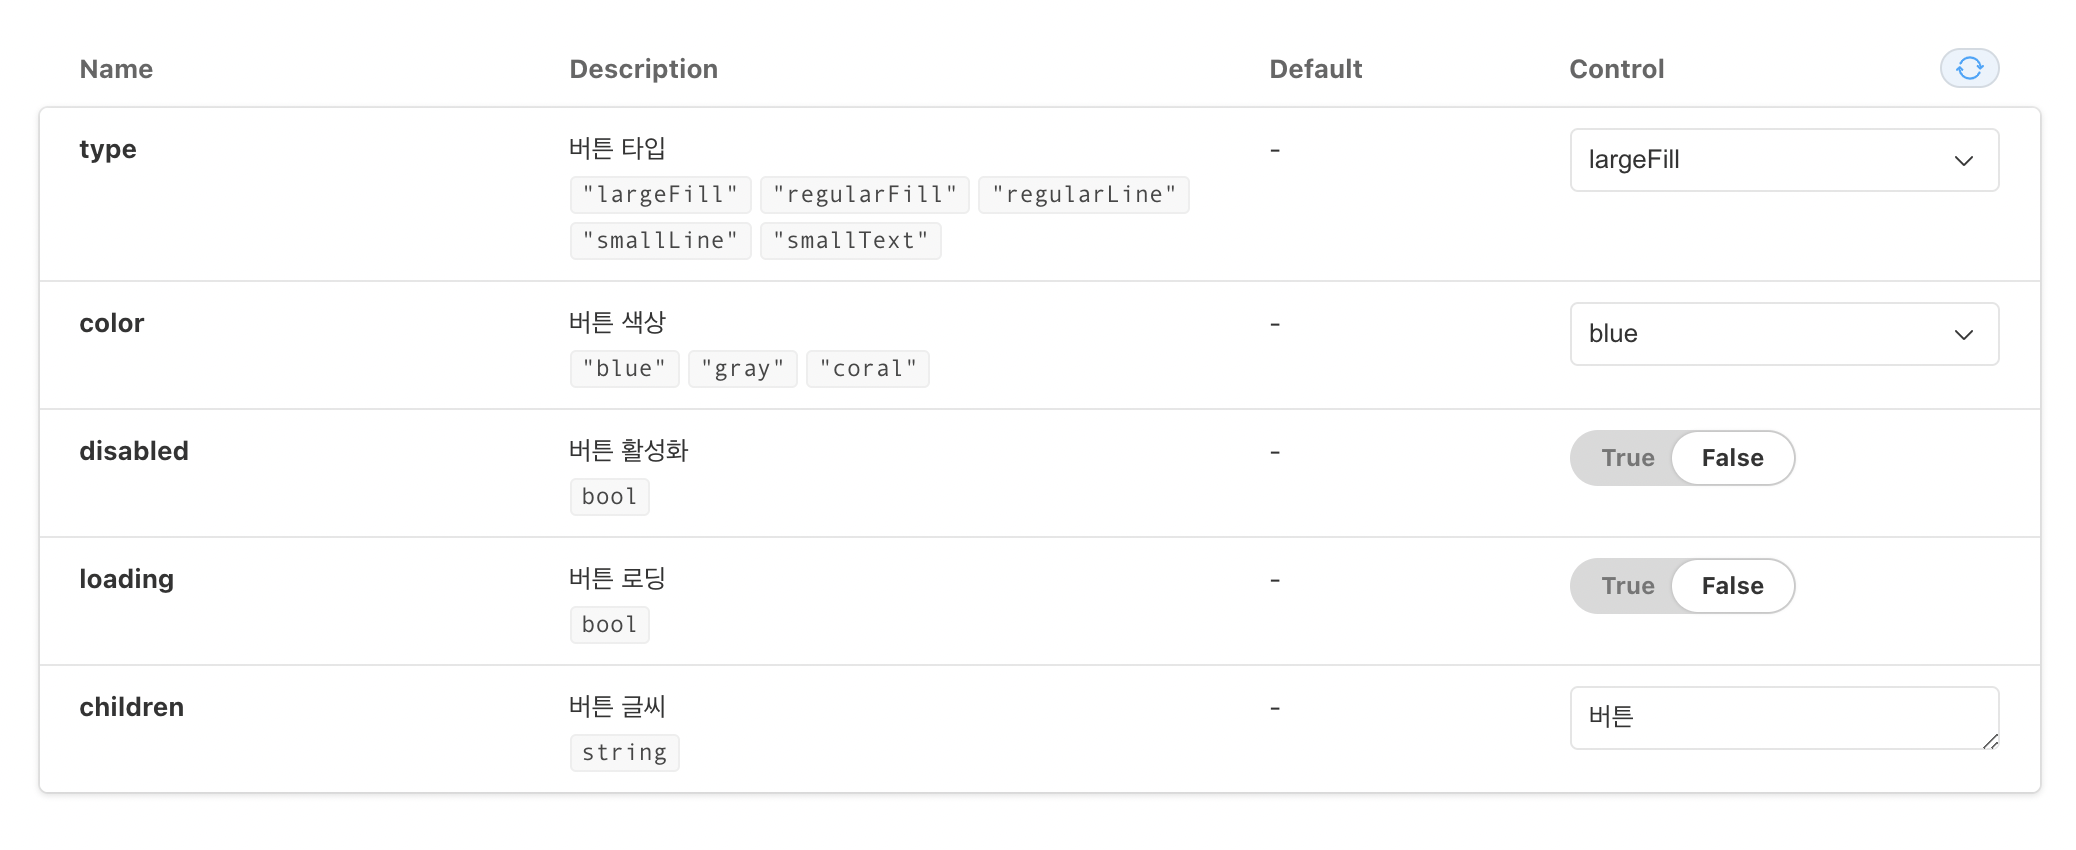 Name Description Default Control
type 버튼 타입 - largeFill
"largeFill" "regularFill" "regularLine"
"smallLine" "smallText"
color 버튼 색상 - blue
"blue" "gray" "coral"
disabled 버튼 활성화 - True False
bool
loading 버튼 로딩 - True False
bool
children 버튼 글씨 - 버튼
string